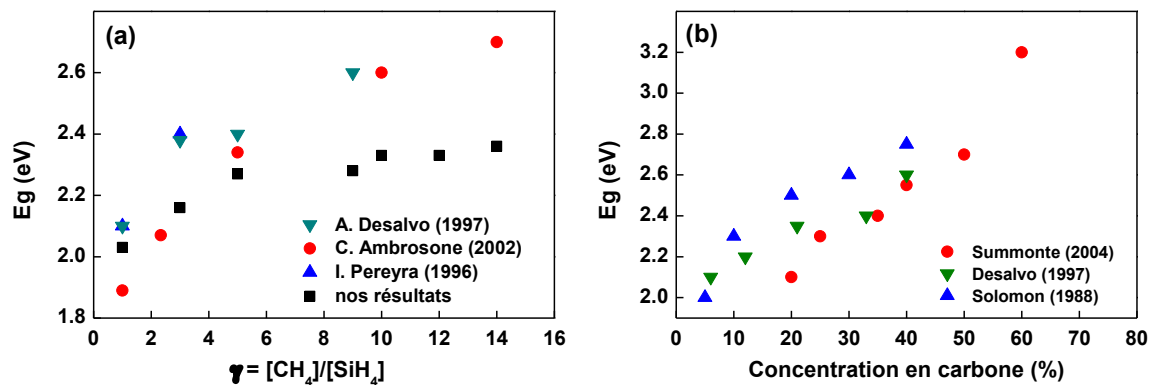 (a)
Eg (eV)
2.6
2.4
2.2
2.0
1.8
0 2 4 6 8 10 12 14 16
A. Desalvo (1997)
C. Ambrosone (2002)
I. Pereyra (1996)
nos résultats
= [CH₄]/[SiH₄]
(b)
Eg (eV)
3.2
3.0
2.8
2.6
2.4
2.2
2.0
0 10 20 30 40 50 60 70 80
Summonte (2004)
Desalvo (1997)
Solomon (1988)
Concentration en carbone (%)